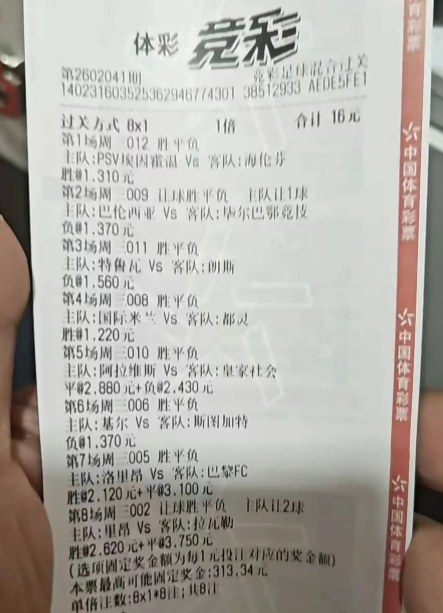 体彩 竞彩
第2602041期 竞彩足球混合过关
140231603525362946774301 38512933 AEDE5FE1
过关方式 8x1 1倍 合计 16元
第1场周三012 胜平负
主队:PSV埃因霍温 Vs 客队:海伦芬
胜@1.310元
第2场周三009 让球胜平负 主队让1球
主队:巴伦西亚 Vs 客队:毕尔巴鄂竞技
负@1.370元
第3场周三011 胜平负
主队:特鲁瓦 Vs 客队:朗斯
负@1.560元
第4场周三008 胜平负
主队:国际米兰 Vs 客队:都灵
胜@1.220元
第5场周三010 胜平负
主队:阿拉维斯 Vs 客队:皇家社会
平@2.880元+负@2.430元
第6场周三006 胜平负
主队:基尔 Vs 客队:斯图加特
负@1.370元
第7场周三005 胜平负
主队:洛里昂 Vs 客队:巴黎FC
胜@2.120元+平@3.100元
第8场周三002 让球胜平负 主队让2球
主队:里昂 Vs 客队:拉瓦勒
胜@2.620元+平@3.750元
(选项固定奖金额为每1元投注对应的奖金额)
本票最高可能固定奖金:313.34元
单倍注数:8x1*8注;共8注
育彩票
中国体育彩票
中国体育彩票
中国体育彩票